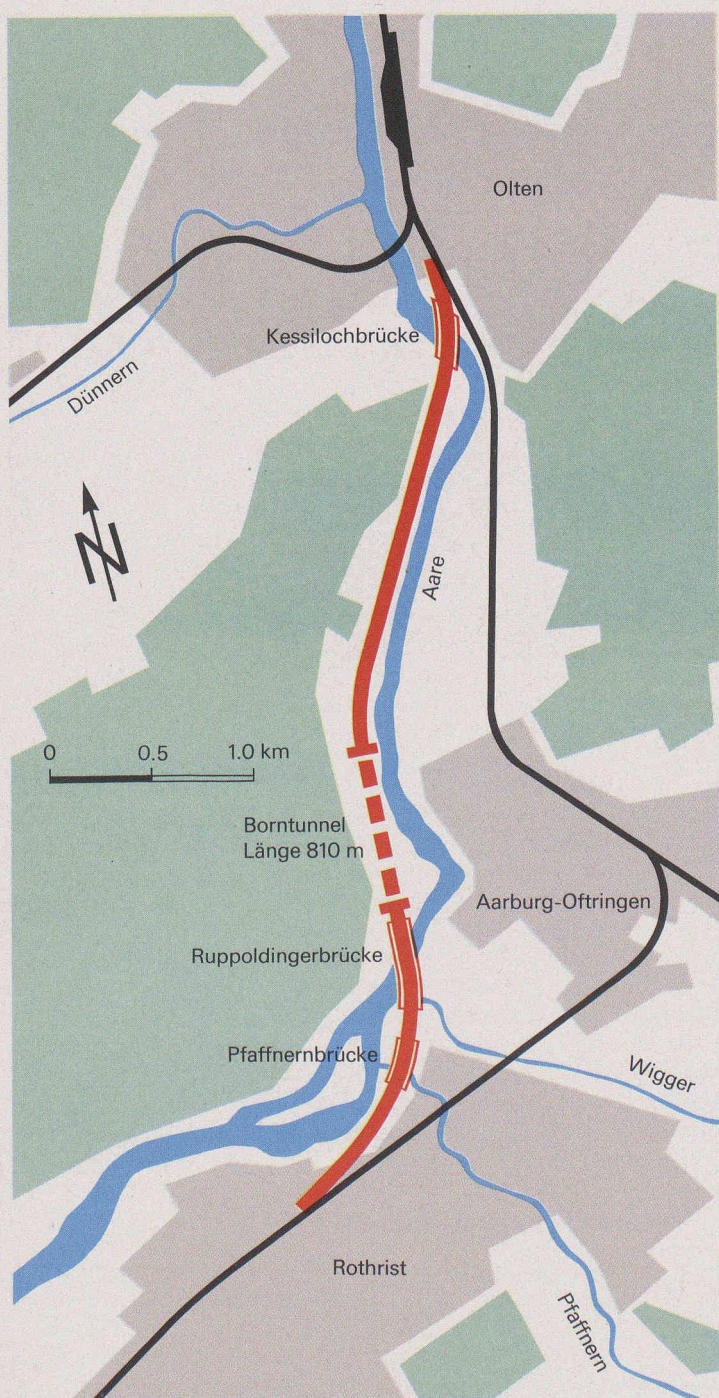 Olten
Kessilochbrücke
Dünnern
N
Aare
0 0.5 1.0 km
Borntunnel
Länge 810 m
Aarburg-Oftringen
Ruppoldingerbrücke
Pfaffnernbrücke
Wigger
Rothrist
Pfaffnern